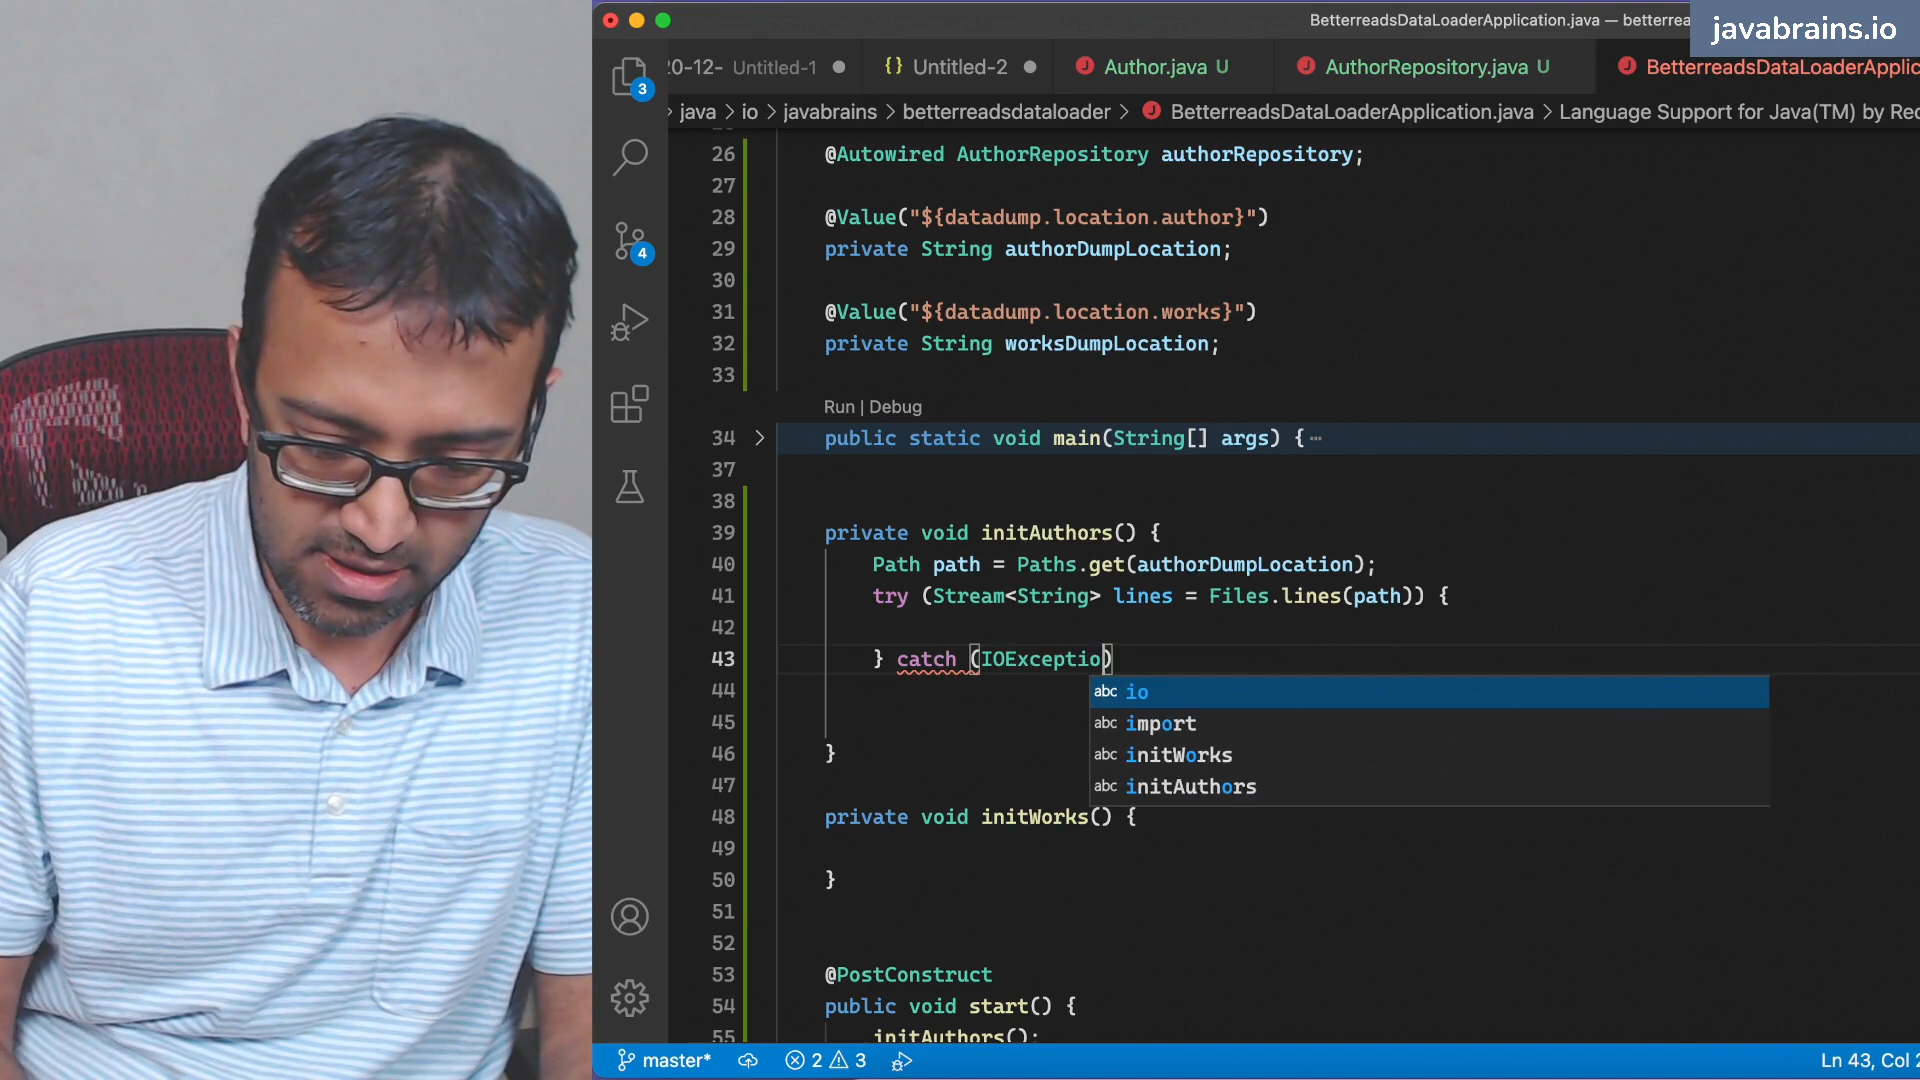 BetterreadsDataLoaderApplication.java — betterrea
javabrains.io
20-12- Untitled-1
{} Untitled-2
Author.java U
AuthorRepository.java U
BetterreadsDataLoaderApplic
java > io > javabrains > betterreadsdataloader > BetterreadsDataLoaderApplication.java > Language Support for Java(TM) by Rec
3
4
26 @Autowired AuthorRepository authorRepository;
27
28 @Value("${datadump.location.author}")
29 private String authorDumpLocation;
30
31 @Value("${datadump.location.works}")
32 private String worksDumpLocation;
33
Run | Debug
34 public static void main(String[] args) { ⋯
37
38
39 private void initAuthors() {
40 Path path = Paths.get(authorDumpLocation);
41 try (Stream<String> lines = Files.lines(path)) {
42
43 } catch (IOExceptio)
44
45
46 }
47
48 private void initWorks() {
49
50 }
51
52
53 @PostConstruct
54 public void start() {
55 initAuthors();
abc io
abc import
abc initWorks
abc initAuthors
master* 2 3
Ln 43, Col 2